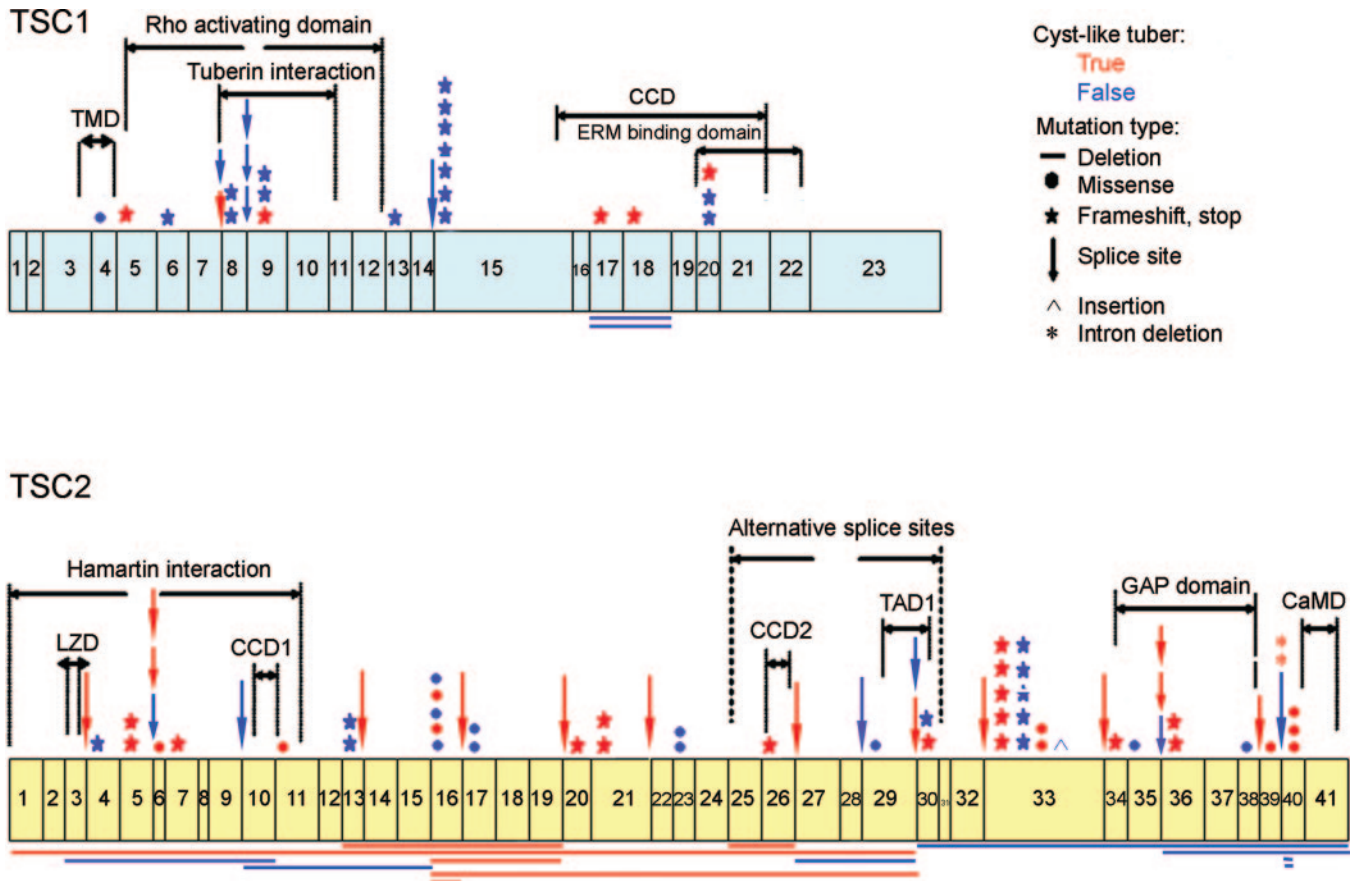 TSC1
Rho activating domain
Tuberin interaction
TMD
CCD
ERM binding domain
1 2 3 4 5 6 7 8 9 10 11 12 13 14 15 16 17 18 19 20 21 22 23
Cyst-like tuber:
True
False
Mutation type:
Deletion
Missense
Frameshift, stop
Splice site
^ Insertion
* Intron deletion
TSC2
Alternative splice sites
Hamartin interaction
GAP domain
TAD1
CaMD
LZD
CCD1
CCD2
1 2 3 4 5 6 7 8 9 10 11 12 13 14 15 16 17 18 19 20 21 22 23 24 25 26 27 28 29 30 31 32 33 34 35 36 37 38 39 40 41